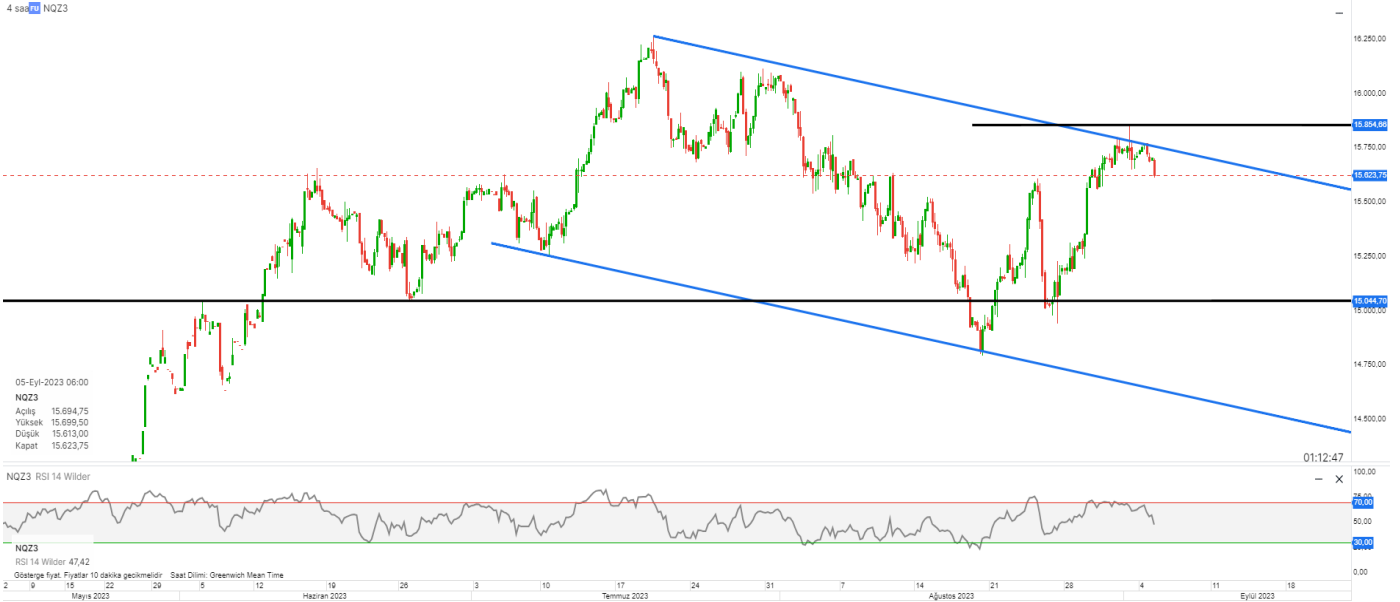 4 saa ru NQZ3
16.250,00
16.000,00
15.854,66
15.750,00
15.623,75
15.500,00
15.250,00
15.044,70
15.000,00
14.750,00
14.500,00
05-Eyl-2023 06:00
NQZ3
Açılış 15.694,75
Yüksek 15.699,50
Düşük 15.613,00
Kapat 15.623,75
01:12:47
NQZ3 RSI 14 Wilder
100,00
70,00
50,00
30,00
0,00
NQZ3
RSI 14 Wilder 47,42
Gösterge fiyat. Fiyatlar 10 dakika gecikmelidir Saat Dilimi: Greenwich Mean Time
2 9 15 22 29 5 12 19 26 3 10 17 24 31 7 14 21 28 4 11 18
Mayıs 2023 Haziran 2023 Temmuz 2023 Ağustos 2023 Eylül 2023